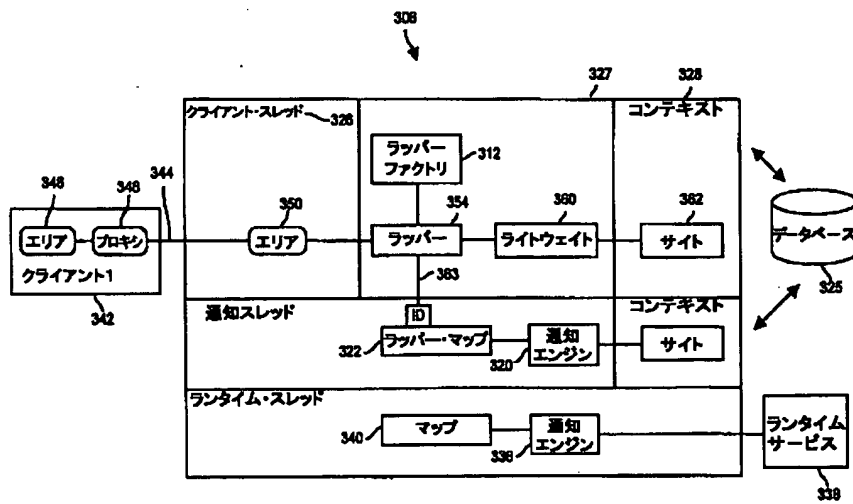 308
327
328
クライアント・スレッド
326
コンテキスト
ラッパー
ファクトリ
312
346
348
344
350
354
360
362
エリア
プロキシ
エリア
ラッパー
ライトウェイト
サイト
データベース
325
クライアント1
342
363
通知スレッド
コンテキスト
ID
322
ラッパー・マップ
320
通知
エンジン
サイト
ランタイム・スレッド
340
マップ
336
通知
エンジン
ランタイム
サービス
339